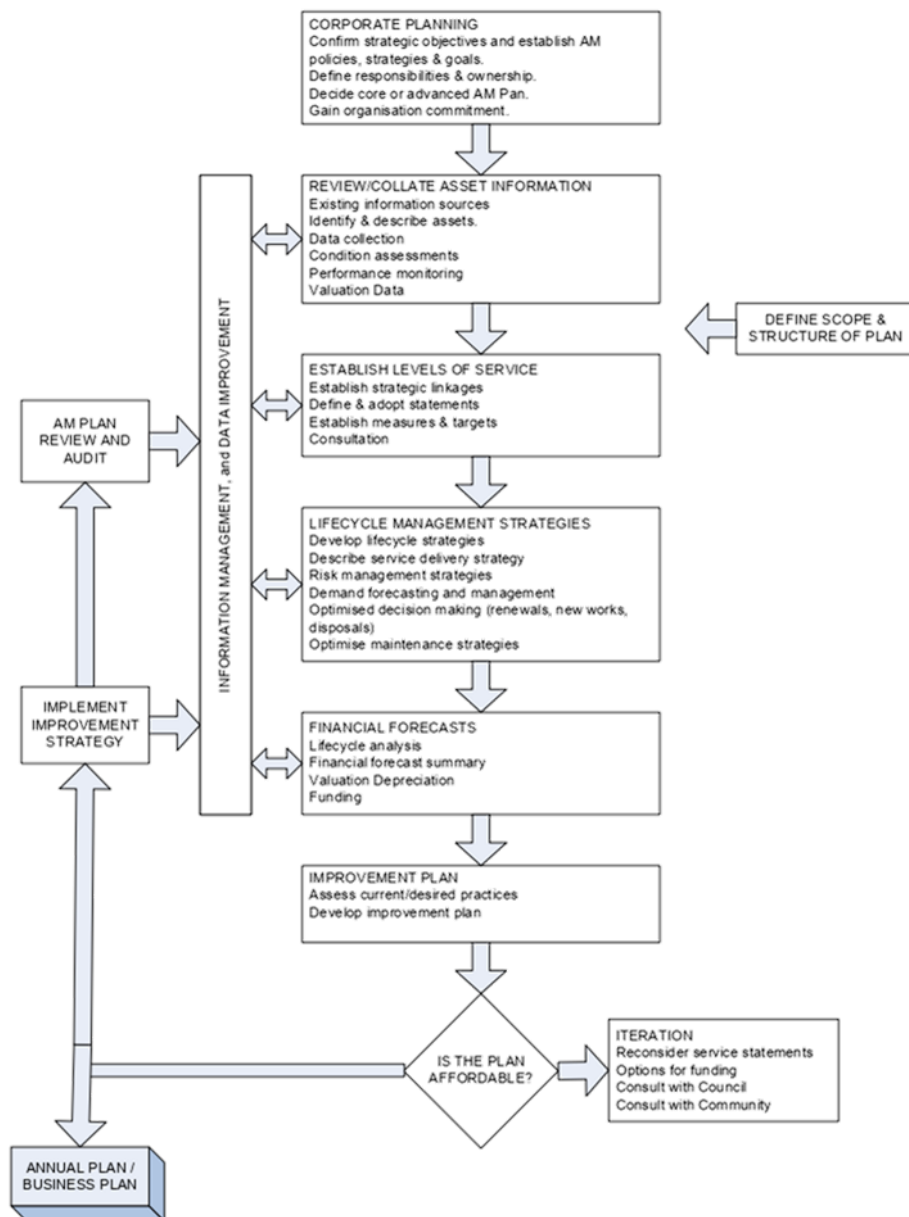 CORPORATE PLANNING
Confirm strategic objectives and establish AM
policies, strategies & goals.
Define responsibilities & ownership.
Decide core or advanced AM Pan.
Gain organisation commitment.
REVIEW/COLLATE ASSET INFORMATION
Existing information sources
Identify & describe assets.
Data collection
Condition assessments
Performance monitoring
Valuation Data
DEFINE SCOPE &
STRUCTURE OF PLAN
INFORMATION MANAGEMENT, and DATA IMPROVEMENT
ESTABLISH LEVELS OF SERVICE
Establish strategic linkages
Define & adopt statements
Establish measures & targets
Consultation
AM PLAN
REVIEW AND
AUDIT
LIFECYCLE MANAGEMENT STRATEGIES
Develop lifecycle strategies
Describe service delivery strategy
Risk management strategies
Demand forecasting and management
Optimised decision making (renewals, new works,
disposals)
Optimise maintenance strategies
IMPLEMENT
IMPROVEMENT
STRATEGY
FINANCIAL FORECASTS
Lifecycle analysis
Financial forecast summary
Valuation Depreciation
Funding
IMPROVEMENT PLAN
Assess current/desired practices
Develop improvement plan
IS THE PLAN
AFFORDABLE?
ITERATION
Reconsider service statements
Options for funding
Consult with Council
Consult with Community
ANNUAL PLAN /
BUSINESS PLAN